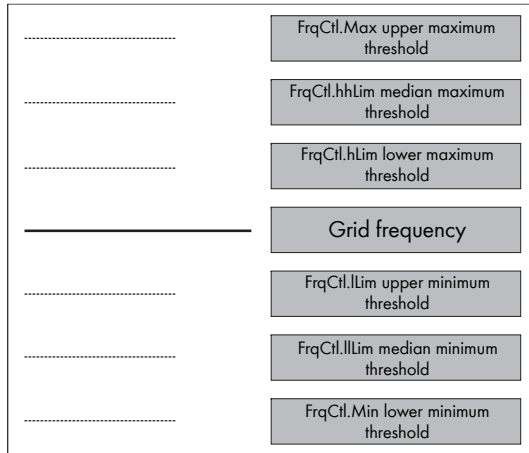 FrqCtl.Max upper maximum
threshold
FrqCtl.hhLim median maximum
threshold
FrqCtl.hLim lower maximum
threshold
Grid frequency
FrqCtl.lLim upper minimum
threshold
FrqCtl.llLim median minimum
threshold
FrqCtl.Min lower minimum
threshold